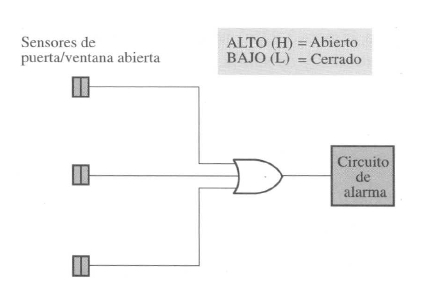 Sensores de
puerta/ventana abierta
ALTO (H) = Abierto
BAJO (L) = Cerrado
Circuito
de
alarma